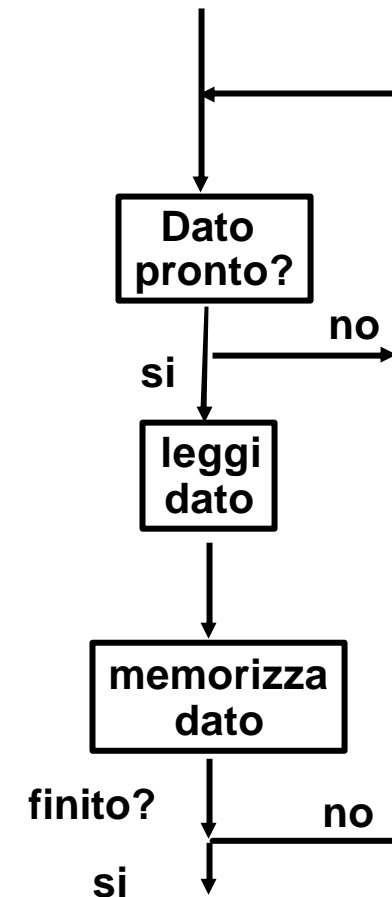 Dato
pronto?
no
si
leggi
dato
memorizza
dato
finito?
no
si